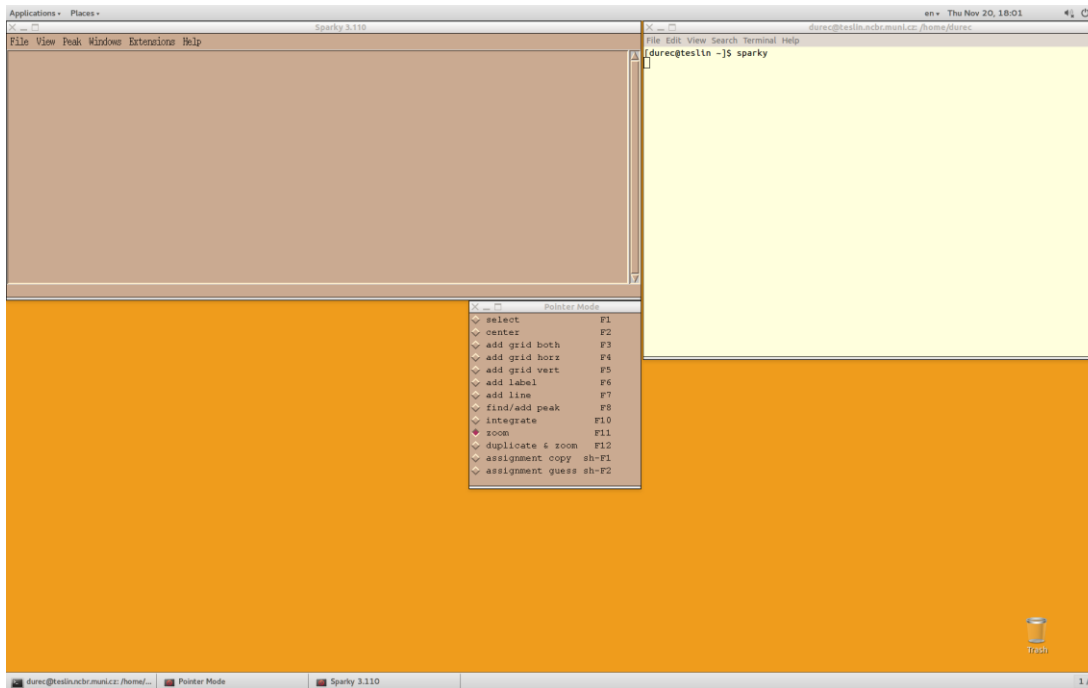 Applications Places en Thu Nov 20, 18:01
Sparky 3.110
File View Peak Windows Extensions Help
durec@teslin.ncbr.muni.cz: /home/durec
File Edit View Search Terminal Help
[durec@teslin ~]$ sparky
Pointer Mode
select F1
center F2
add grid both F3
add grid horz F4
add grid vert F5
add label F6
add line F7
find/add peak F8
integrate F10
zoom F11
duplicate & zoom F12
assignment copy sh-F1
assignment guess sh-F2
Trash
durec@teslin.ncbr.muni.cz: /home/... Pointer Mode Sparky 3.110 1